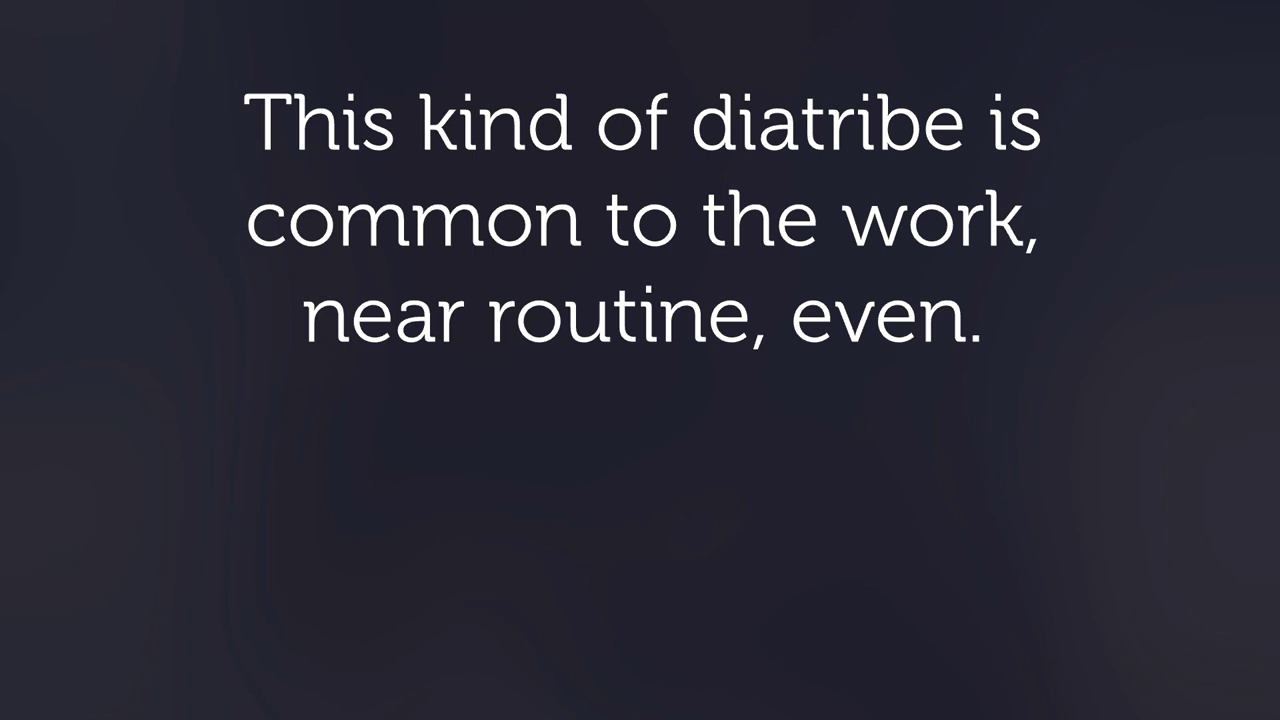 This kind of diatribe is
common to the work,
near routine, even.